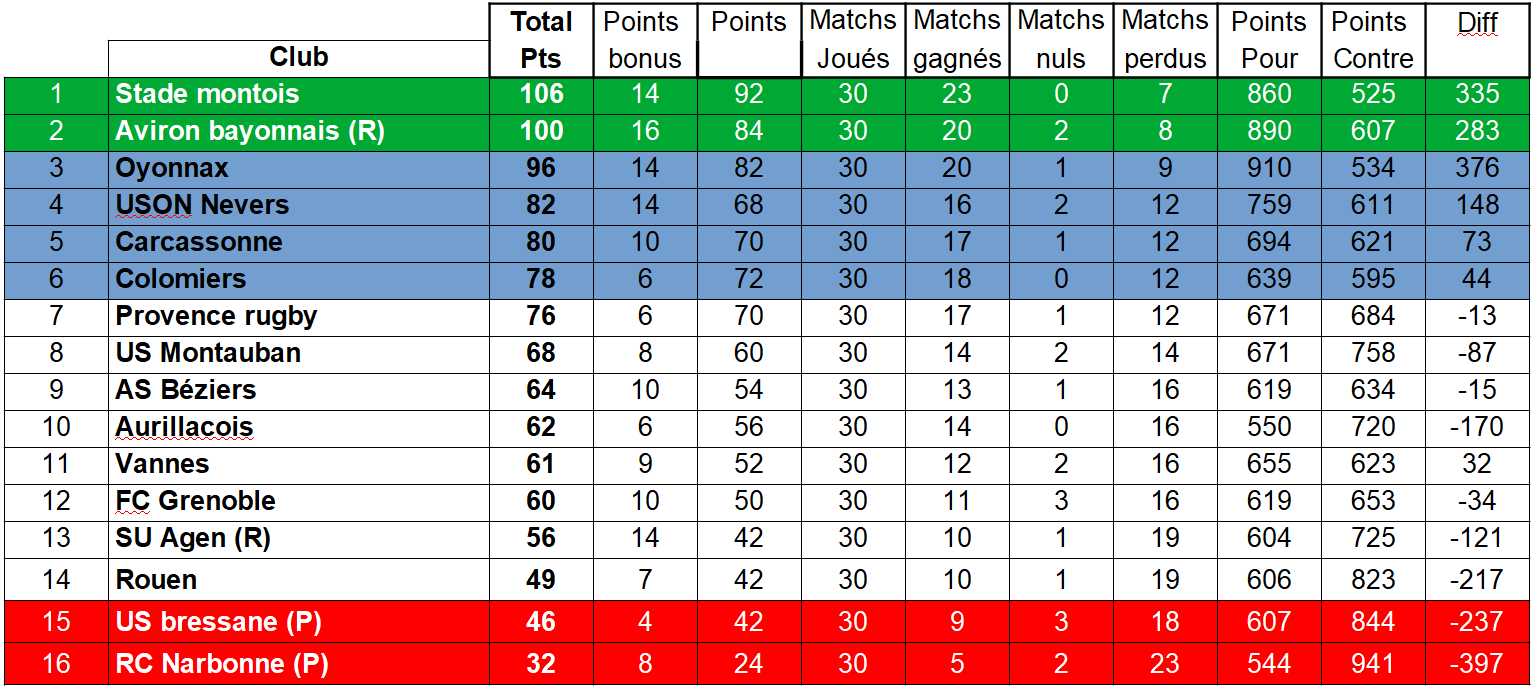 Club Total Pts Points bonus Points Matchs Joués Matchs gagnés Matchs nuls Matchs perdus Points Pour Points Contre Diff
1 Stade montois 106 14 92 30 23 0 7 860 525 335
2 Aviron bayonnais (R) 100 16 84 30 20 2 8 890 607 283
3 Oyonnax 96 14 82 30 20 1 9 910 534 376
4 USON Nevers 82 14 68 30 16 2 12 759 611 148
5 Carcassonne 80 10 70 30 17 1 12 694 621 73
6 Colomiers 78 6 72 30 18 0 12 639 595 44
7 Provence rugby 76 6 70 30 17 1 12 671 684 -13
8 US Montauban 68 8 60 30 14 2 14 671 758 -87
9 AS Béziers 64 10 54 30 13 1 16 619 634 -15
10 Aurillacois 62 6 56 30 14 0 16 550 720 -170
11 Vannes 61 9 52 30 12 2 16 655 623 32
12 FC Grenoble 60 10 50 30 11 3 16 619 653 -34
13 SU Agen (R) 56 14 42 30 10 1 19 604 725 -121
14 Rouen 49 7 42 30 10 1 19 606 823 -217
15 US bressane (P) 46 4 42 30 9 3 18 607 844 -237
16 RC Narbonne (P) 32 8 24 30 5 2 23 544 941 -397